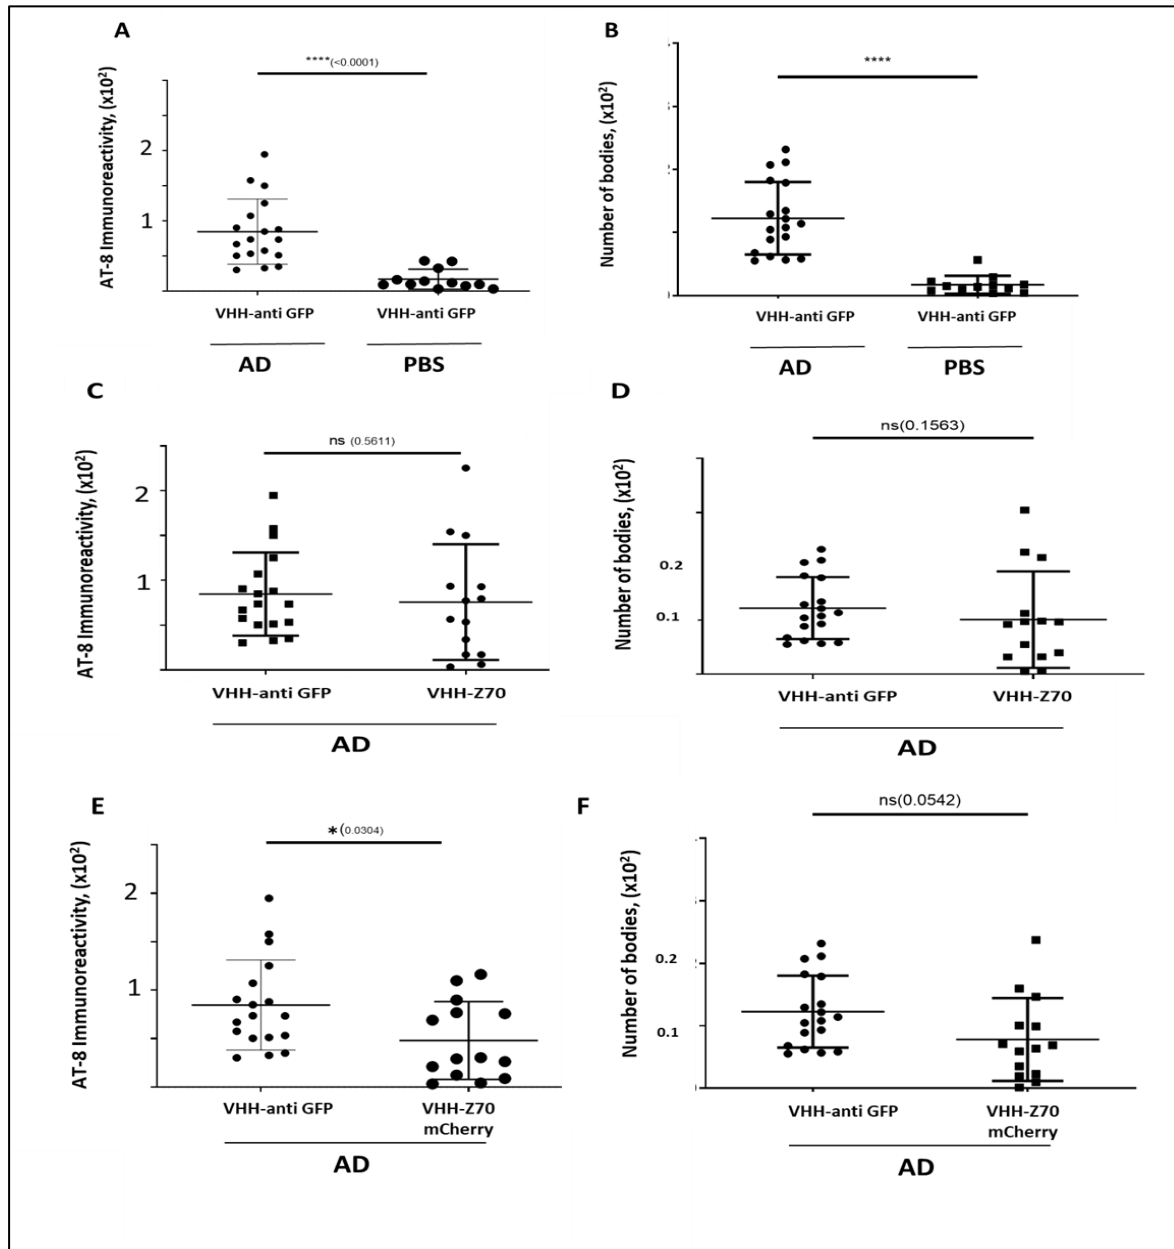 A
AT-8 Immunoreactivity, (x10²)
****(<0.0001)
2
1
VHH-anti GFP
VHH-anti GFP
AD
PBS
B
Number of bodies, (x10²)
****
VHH-anti GFP
VHH-anti GFP
AD
PBS
C
AT-8 Immunoreactivity, (x10²)
ns (0.5611)
2
1
VHH-anti GFP
VHH-Z70
AD
D
Number of bodies, (x10²)
ns(0.1563)
0.2
0.1
VHH-anti GFP
VHH-Z70
AD
E
AT-8 Immunoreactivity, (x10²)
*(0.0304)
2
1
VHH-anti GFP
VHH-Z70
mCherry
AD
F
Number of bodies, (x10²)
ns(0.0542)
0.2
0.1
VHH-anti GFP
VHH-Z70
mCherry
AD